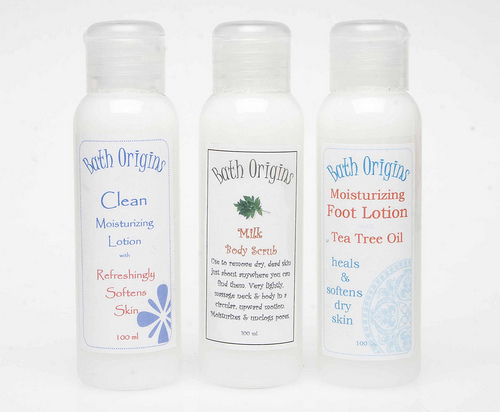 Bath Origins
Clean
Moisturizing
Lotion
with
Refreshingly
Softens
Skin
100 ml
Bath Origins
Milk
Body Scrub
Use to remove dry, dead skin
just about anywhere you can
find them. Very lightly,
massage neck & body in a
circular, upward motion.
Moisturizes & unclogs pores.
100 ml
Bath Origins
Moisturizing
Foot Lotion
Tea Tree Oil
heals
&
softens
dry
skin
100